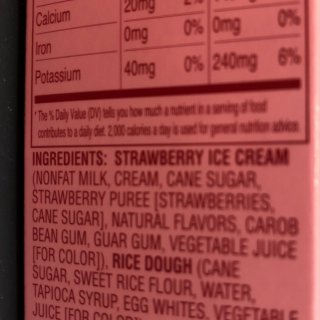 Calcium 20mg 2%
Iron 0mg 0% 0mg 0%
Potassium 40mg 0% 240mg 6%
* The % Daily Value (DV) tells you how much a nutrient in a serving of food
contributes to a daily diet. 2,000 calories a day is used for general nutrition advice.
INGREDIENTS: STRAWBERRY ICE CREAM
(NONFAT MILK, CREAM, CANE SUGAR,
STRAWBERRY PUREE [STRAWBERRIES,
CANE SUGAR], NATURAL FLAVORS, CAROB
BEAN GUM, GUAR GUM, VEGETABLE JUICE
[FOR COLOR]), RICE DOUGH (CANE
SUGAR, SWEET RICE FLOUR, WATER,
TAPIOCA SYRUP, EGG WHITES, VEGETABLE
JUICE [FOR